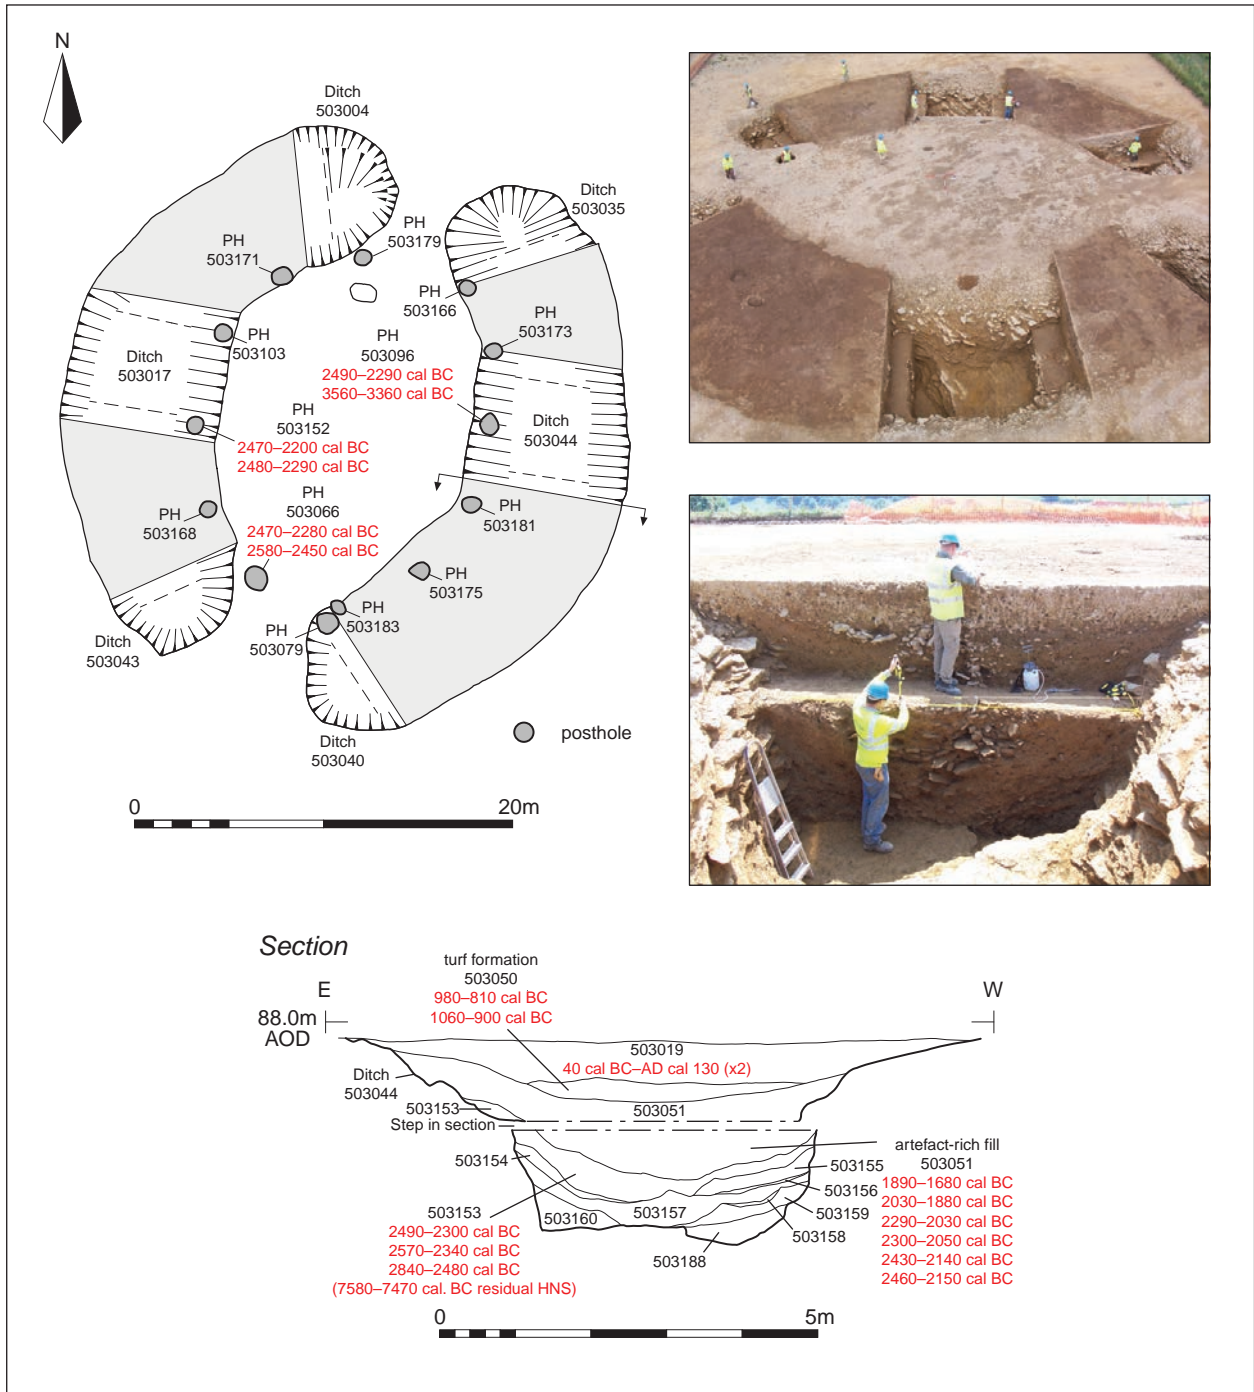 N
Ditch
503004
Ditch
503035
PH
503179
PH
503171
PH
503166
PH
503173
PH
503103
PH
503096
2490–2290 cal BC
3560–3360 cal BC
Ditch
503017
Ditch
503044
PH
503152
2470–2200 cal BC
2480–2290 cal BC
PH
503066
2470–2280 cal BC
2580–2450 cal BC
PH
503168
PH
503181
PH
503175
PH
503183
PH
503079
Ditch
503043
Ditch
503040
posthole
0 20m
Section
turf formation
503050
980–810 cal BC
1060–900 cal BC
E W
88.0m
AOD
503019
40 cal BC–AD cal 130 (x2)
Ditch
503044
503153
503051
Step in section
503154
artefact-rich fill
503051
1890–1680 cal BC
2030–1880 cal BC
2290–2030 cal BC
2300–2050 cal BC
2430–2140 cal BC
2460–2150 cal BC
503155
503156
503159
503158
503153
2490–2300 cal BC
2570–2340 cal BC
2840–2480 cal BC
(7580–7470 cal. BC residual HNS)
503160
503157
503188
0 5m